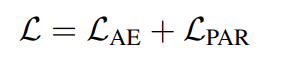 ℒ = ℒ_AE + ℒ_PAR